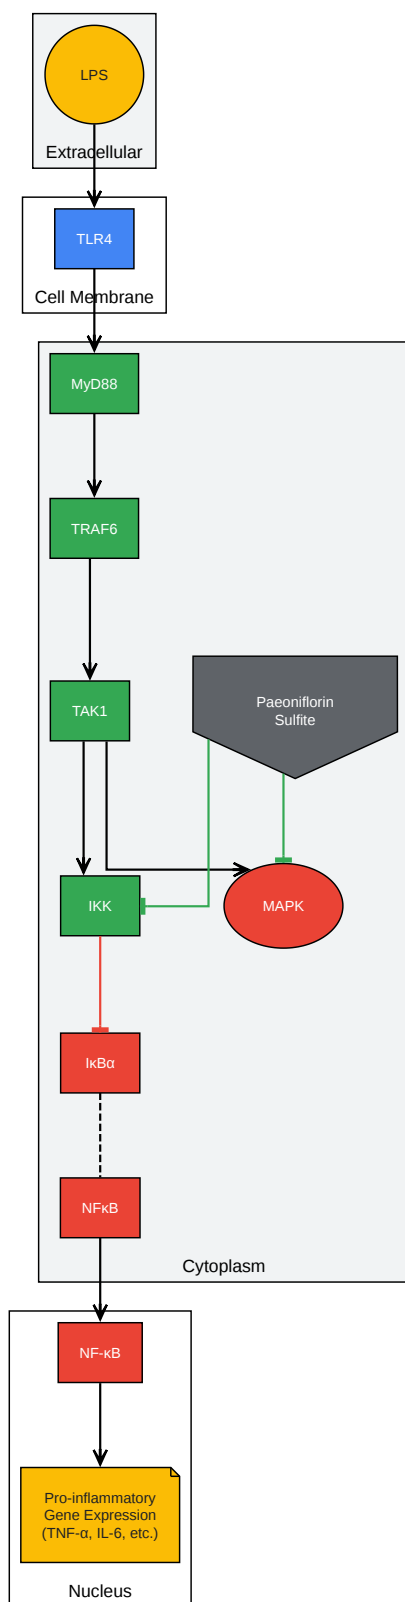 LPS
Extracellular
TLR4
Cell Membrane
MyD88
TRAF6
TAK1
Paeoniflorin
Sulfite
IKK
MAPK
IκBα
NFκB
Cytoplasm
NF-κB
Pro-inflammatory
Gene Expression
(TNF-α, IL-6, etc.)
Nucleus